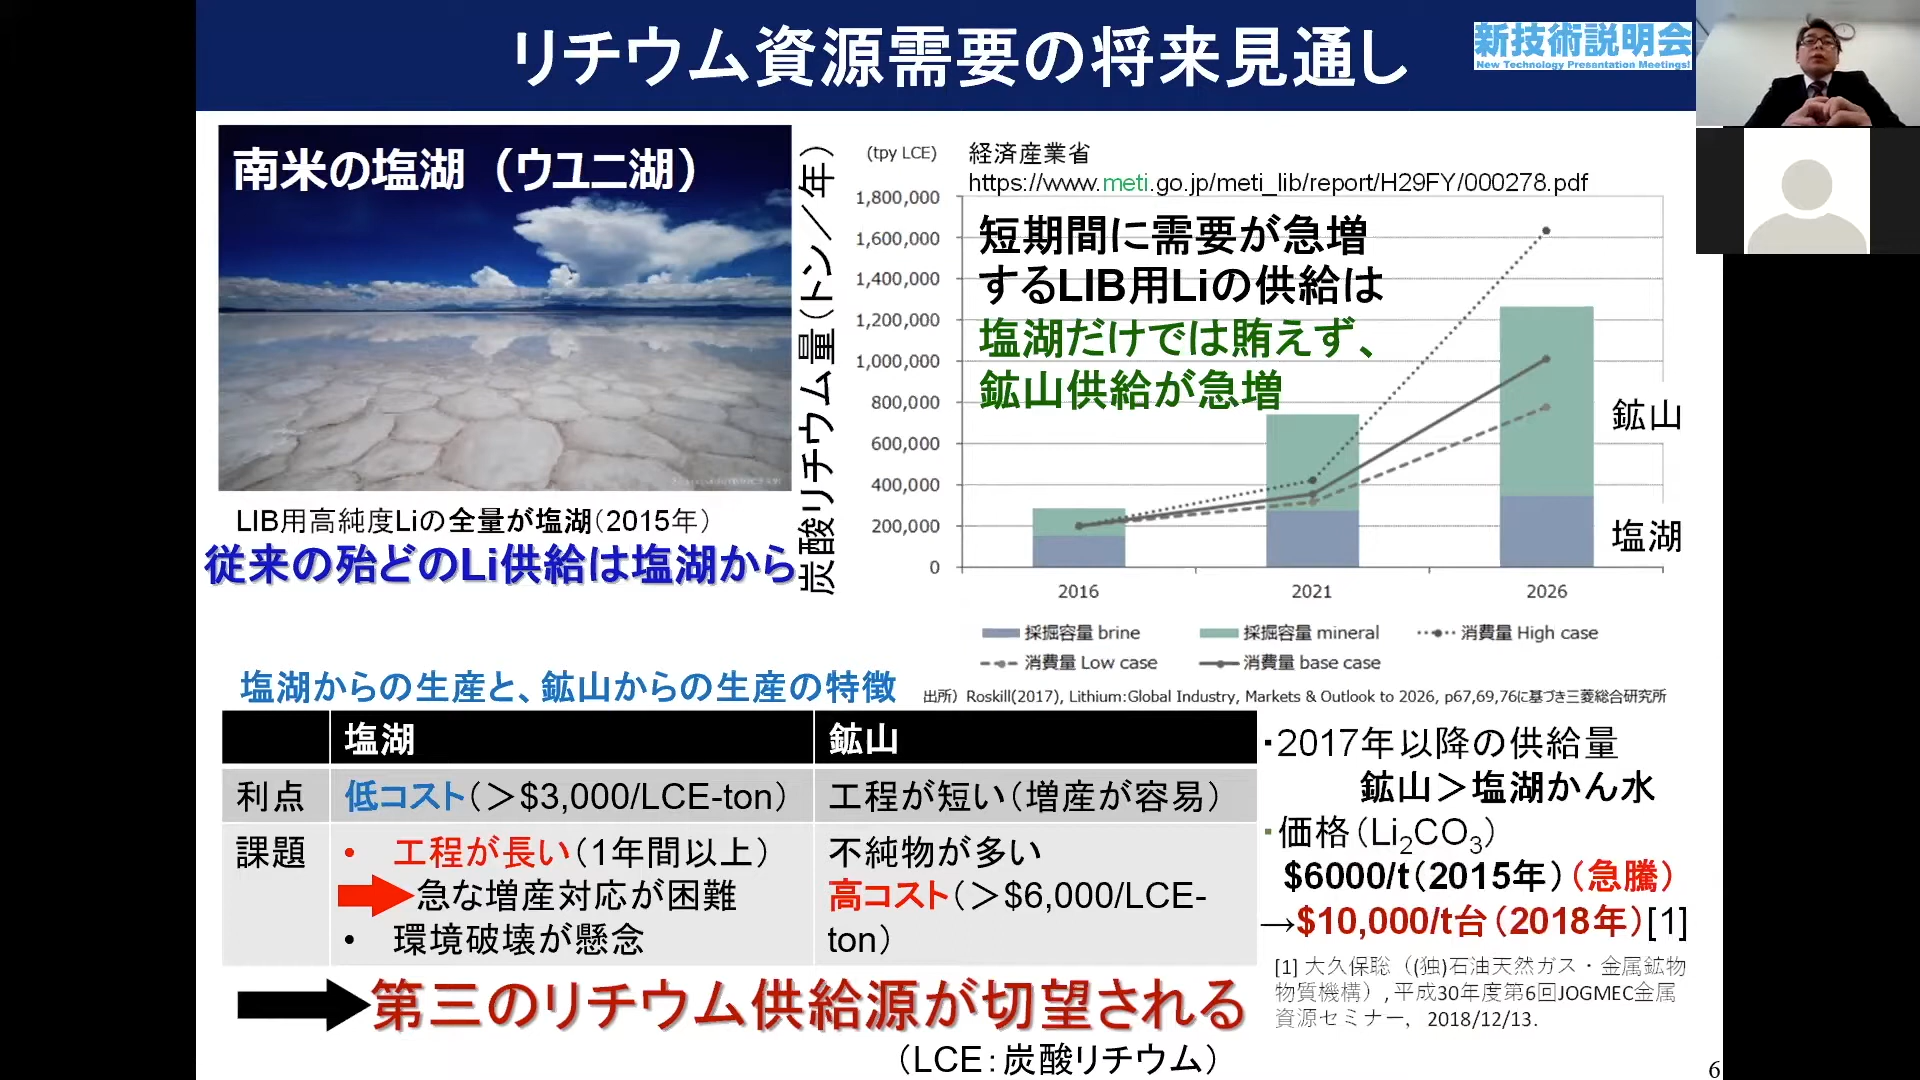 リチウム資源需要の将来見通し
新技術説明会
New Technology Presentation Meetings!
南米の塩湖（ウユニ湖）
LIB用高純度Liの全量が塩湖（2015年）
従来の殆どのLi供給は塩湖から
炭酸リチウム量（トン／年）
(tpy LCE)
経済産業省
https://www.meti.go.jp/meti_lib/report/H29FY/000278.pdf
1,800,000
1,600,000
1,400,000
1,200,000
1,000,000
800,000
600,000
400,000
200,000
0
短期間に需要が急増
するLIB用Liの供給は
塩湖だけでは賄えず、
鉱山供給が急増
鉱山
塩湖
2016
2021
2026
採掘容量 brine
採掘容量 mineral
消費量 High case
消費量 Low case
消費量 base case
出所）Roskill(2017), Lithium:Global Industry, Markets & Outlook to 2026, p67,69,76に基づき三菱総合研究所
塩湖からの生産と、鉱山からの生産の特徴
塩湖 鉱山
利点 低コスト（＞$3,000/LCE-ton） 工程が短い（増産が容易）
課題
• 工程が長い（1年間以上）
急な増産対応が困難
• 環境破壊が懸念
不純物が多い
高コスト（＞$6,000/LCE-
ton）
・2017年以降の供給量
鉱山＞塩湖かん水
・価格（Li2CO3）
$6000/t（2015年）（急騰）
→$10,000/t台（2018年）[1]
[1] 大久保聡（(独)石油天然ガス・金属鉱物
物質機構）, 平成30年度第6回JOGMEC金属
資源セミナー, 2018/12/13.
第三のリチウム供給源が切望される
（LCE：炭酸リチウム）
6